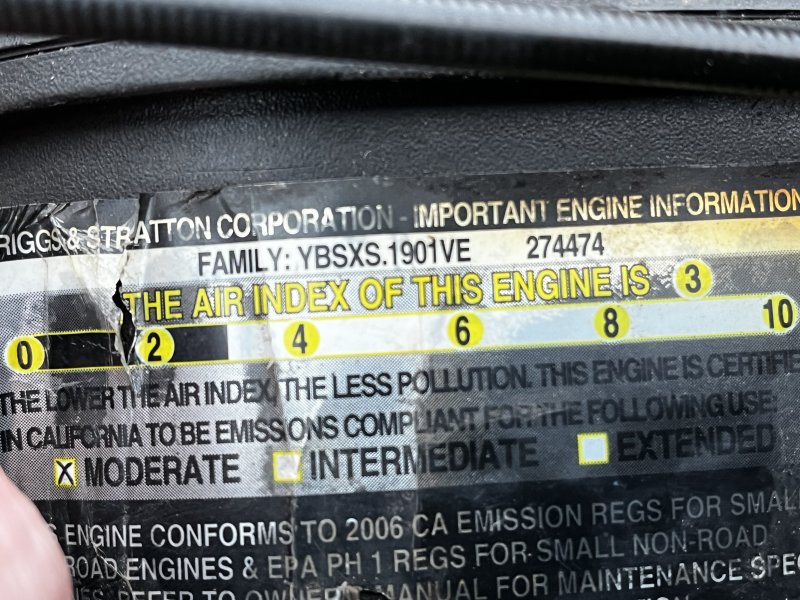 RIGGS & STRATTON CORPORATION - IMPORTANT ENGINE INFORMATION
FAMILY: YBSXS.1901VE 274474
THE AIR INDEX OF THIS ENGINE IS 3
0 2 4 6 8 10
THE LOWER THE AIR INDEX, THE LESS POLLUTION. THIS ENGINE IS CERTIFIE
IN CALIFORNIA TO BE EMISSIONS COMPLIANT FOR THE FOLLOWING USE:
X MODERATE INTERMEDIATE EXTENDED
S ENGINE CONFORMS TO 2006 CA EMISSION REGS FOR SMAL
ROAD ENGINES & EPA PH 1 REGS FOR SMALL NON-ROAD
REFER TO OWNER'S MANUAL FOR MAINTENANCE SPEC